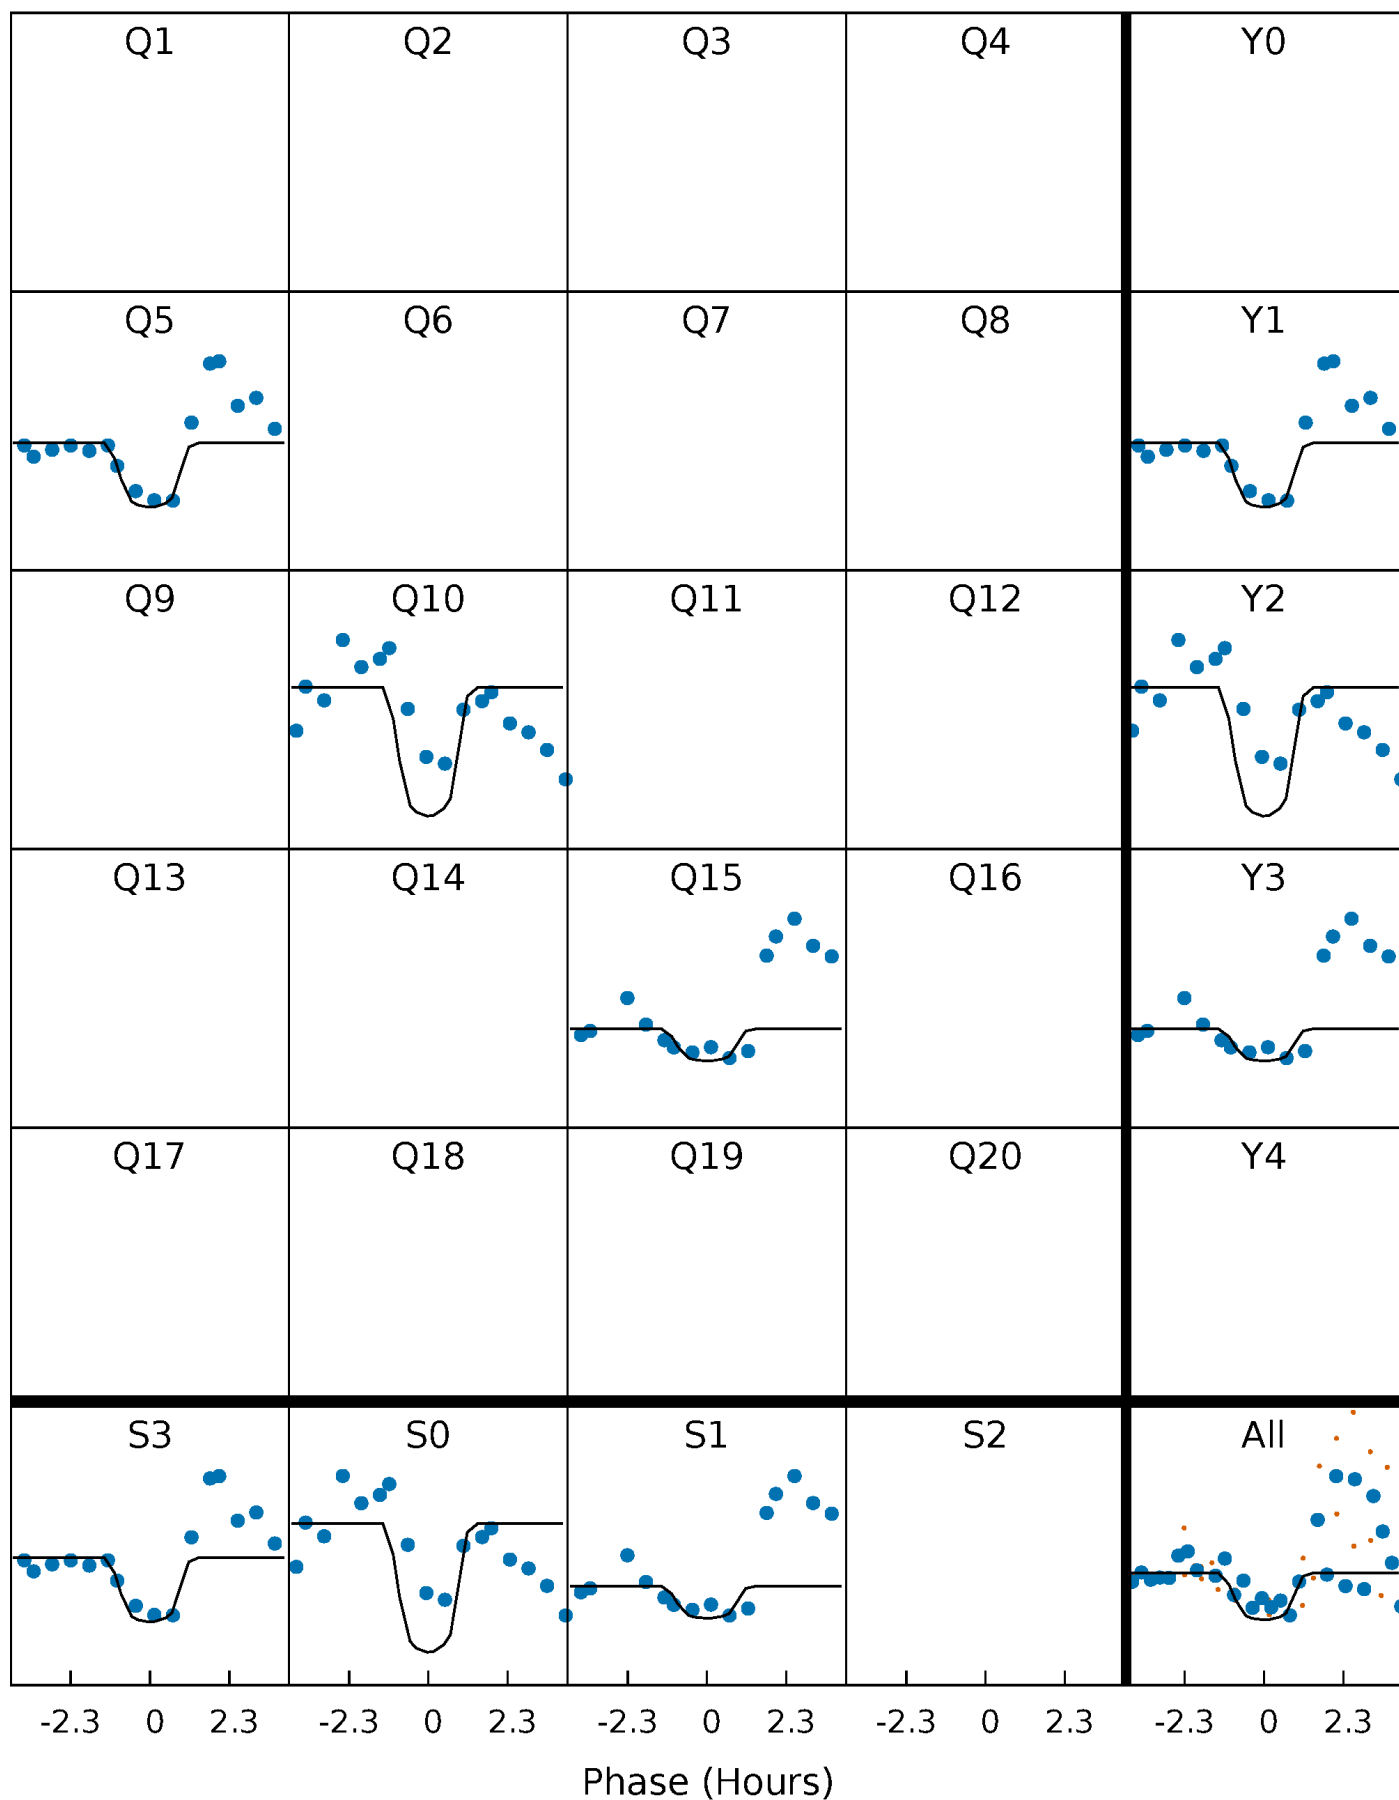 Q1 Q2 Q3 Q4 Y0
Q5 Q6 Q7 Q8 Y1
Q9 Q10 Q11 Q12 Y2
Q13 Q14 Q15 Q16 Y3
Q17 Q18 Q19 Q20 Y4
S3 S0 S1 S2 All
-2.3 0 2.3 -2.3 0 2.3 -2.3 0 2.3 -2.3 0 2.3 -2.3 0 2.3
Phase (Hours)